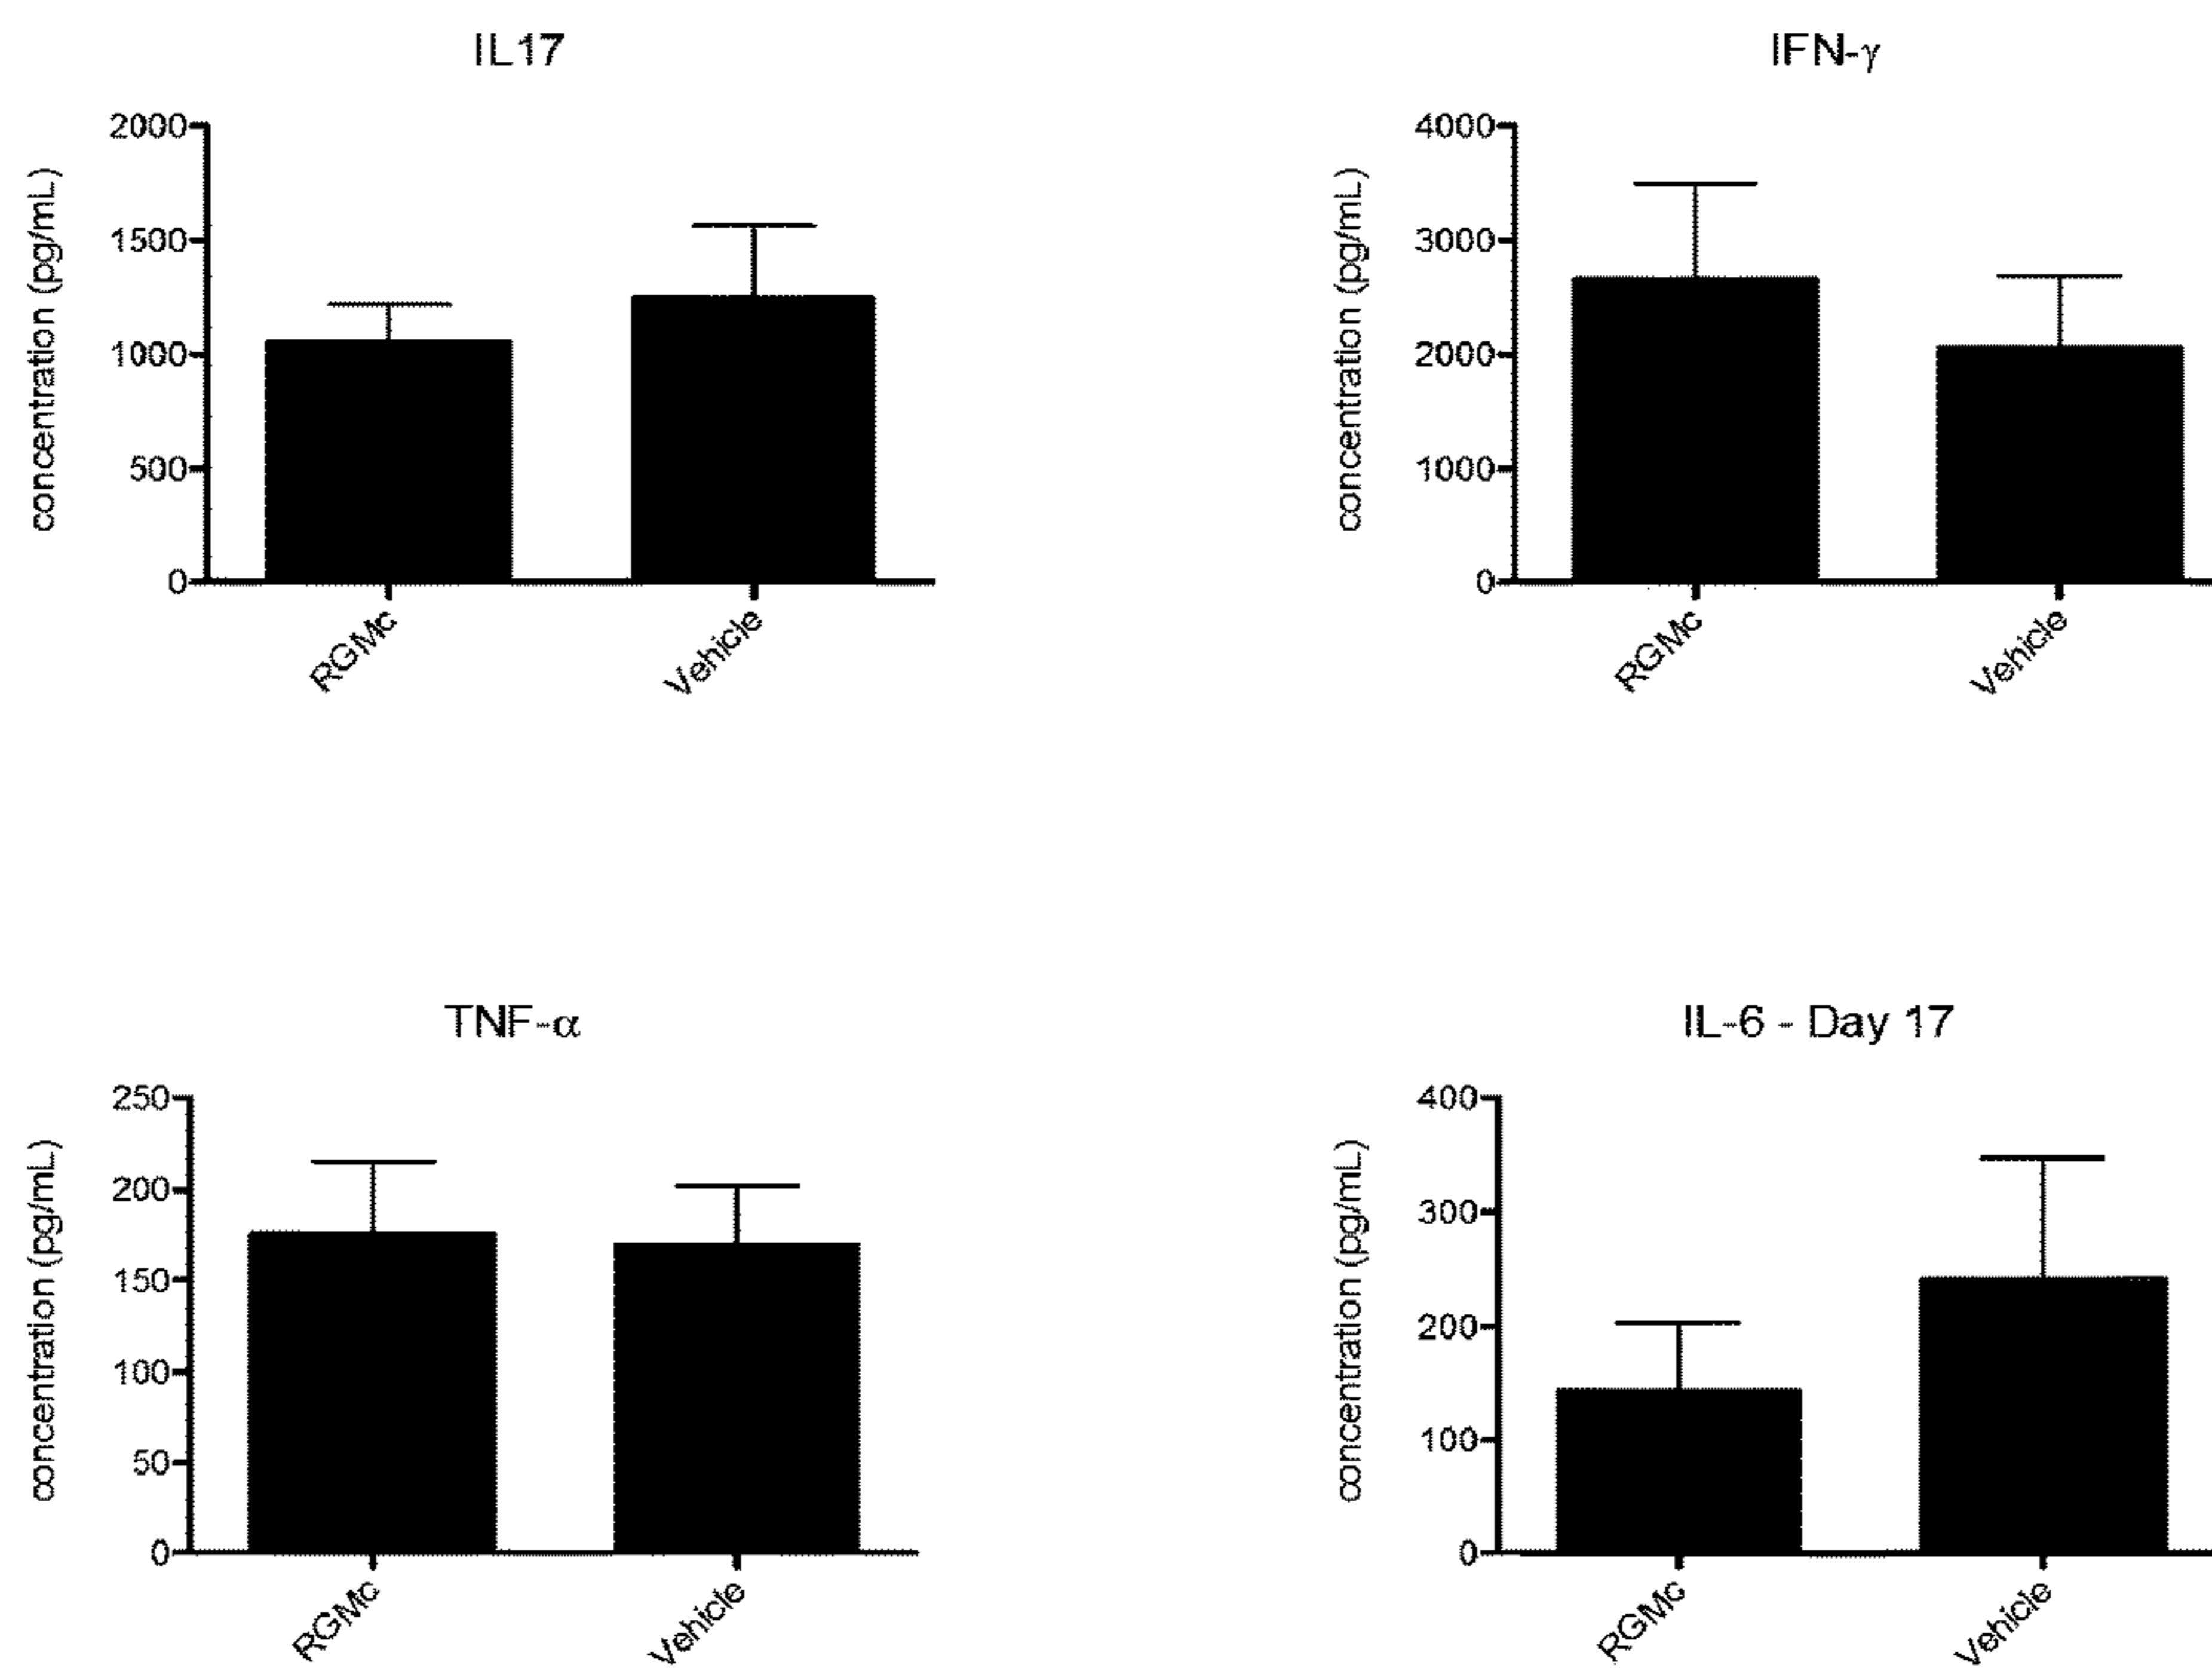 IL17
concentration (pg/mL)
2000
1500
1000
500
0
RGMc
Vehicle
IFN-γ
concentration (pg/mL)
4000
3000
2000
1000
0
RGMc
Vehicle
TNF-α
concentration (pg/mL)
250
200
150
100
50
0
RGMc
Vehicle
IL-6 - Day 17
concentration (pg/mL)
400
300
200
100
0
RGMc
Vehicle